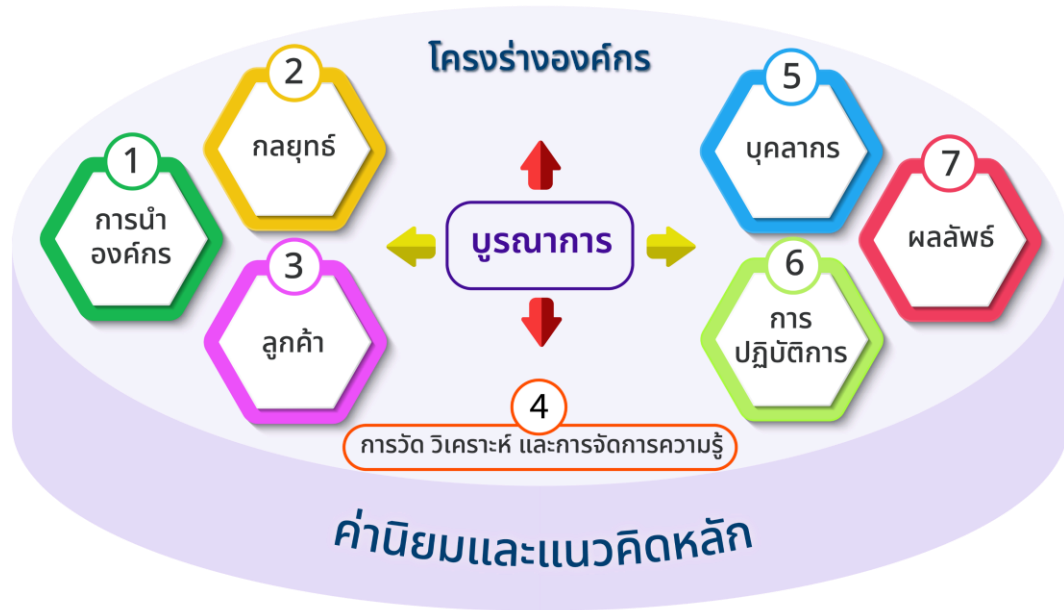 โครงร่างองค์กร
1
การนำ
องค์กร
2
กลยุทธ์
3
ลูกค้า
บูรณาการ
5
บุคลากร
6
การ
ปฏิบัติการ
7
ผลลัพธ์
4
การวัด วิเคราะห์ และการจัดการความรู้
ค่านิยมและแนวคิดหลัก